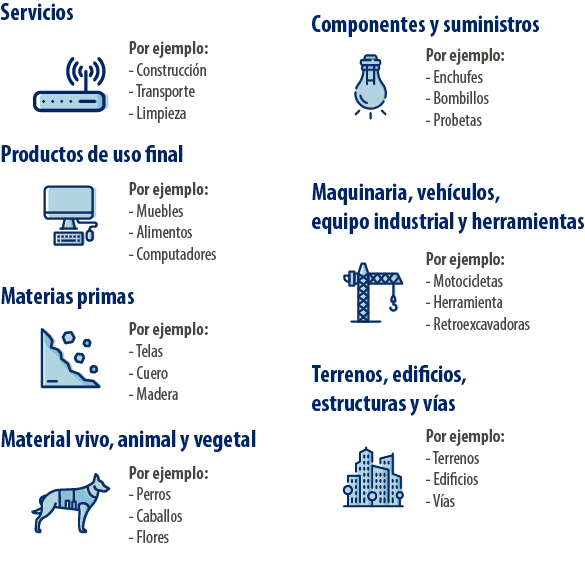 Servicios
Por ejemplo:
- Construcción
- Transporte
- Limpieza
Productos de uso final
Por ejemplo:
- Muebles
- Alimentos
- Computadores
Materias primas
Por ejemplo:
- Telas
- Cuero
- Madera
Material vivo, animal y vegetal
Por ejemplo:
- Perros
- Caballos
- Flores
Componentes y suministros
Por ejemplo:
- Enchufes
- Bombillos
- Probetas
Maquinaria, vehículos,
equipo industrial y herramientas
Por ejemplo:
- Motocicletas
- Herramienta
- Retroexcavadoras
Terrenos, edificios,
estructuras y vías
Por ejemplo:
- Terrenos
- Edificios
- Vías